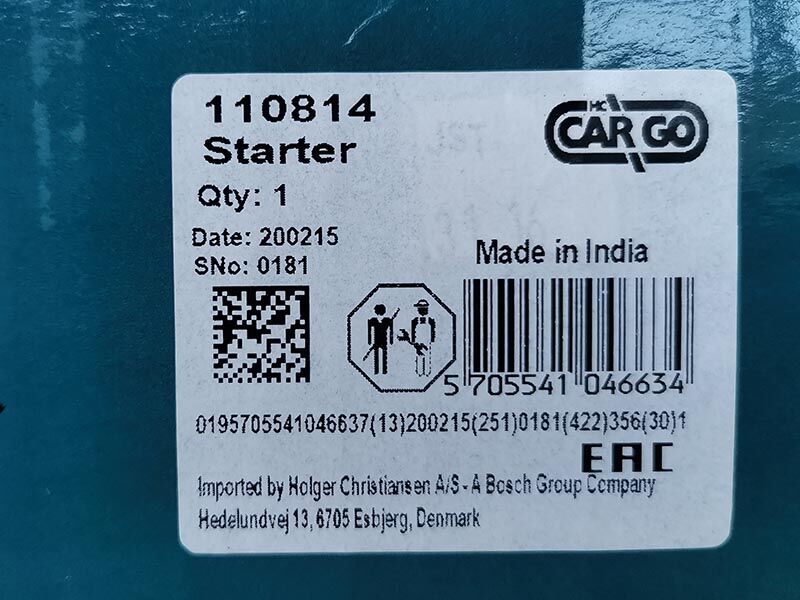 110814
Starter
HC
CARGO
Qty: 1
Date: 200215
SNo: 0181
Made in India
5 705541 046634
0195705541046637(13)200215(251)0181(422)356(30)1
EAC
Imported by Holger Christiansen A/S - A Bosch Group Company
Hedelundvej 13, 6705 Esbjerg, Denmark